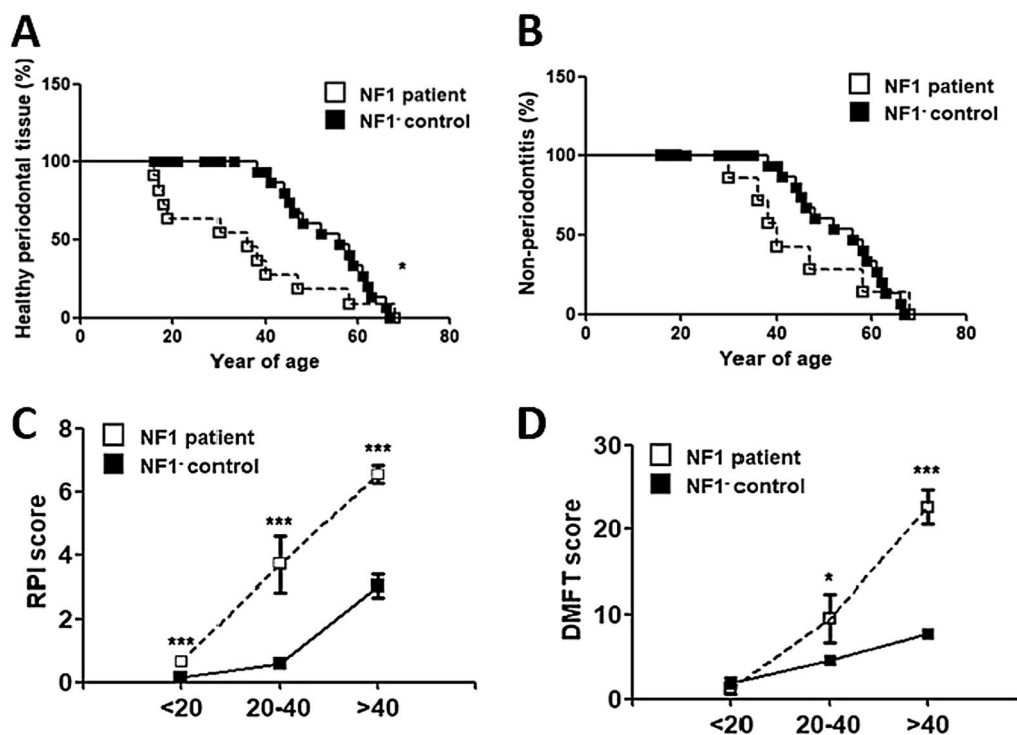 A
Healthy periodontal tissue (%)
150
100
50
0
0 20 40 60 80
Year of age
NF1 patient
NF1- control
*
B
Non-periodontitis (%)
150
100
50
0
0 20 40 60 80
Year of age
NF1 patient
NF1- control
C
RPI score
8
6
4
2
0
<20 20-40 >40
NF1 patient
NF1- control
***
***
***
D
DMFT score
30
20
10
0
<20 20-40 >40
NF1 patient
NF1- control
*
***